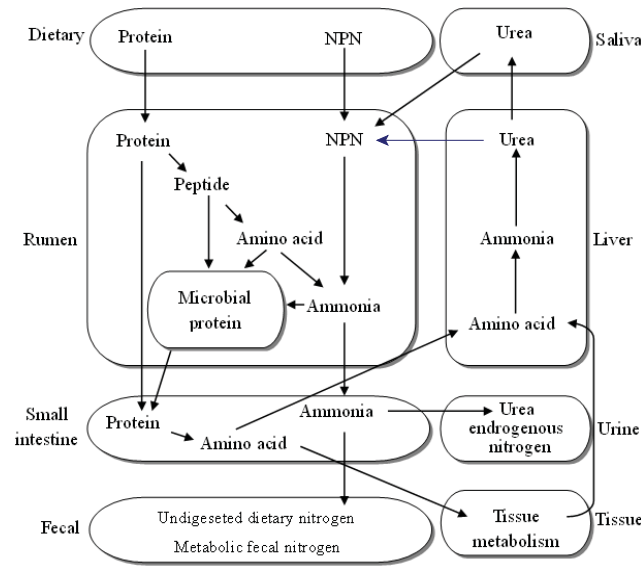 Dietary
Protein
NPN
Urea
Saliva
Protein
NPN
Urea
Peptide
Rumen
Amino acid
Ammonia
Liver
Microbial
protein
Ammonia
Amino acid
Small
intestine
Protein
Ammonia
Amino acid
Urea
endrogenous
nitrogen
Urine
Fecal
Undigeseted dietary nitrogen
Metabolic fecal nitrogen
Tissue
metabolism
Tissue